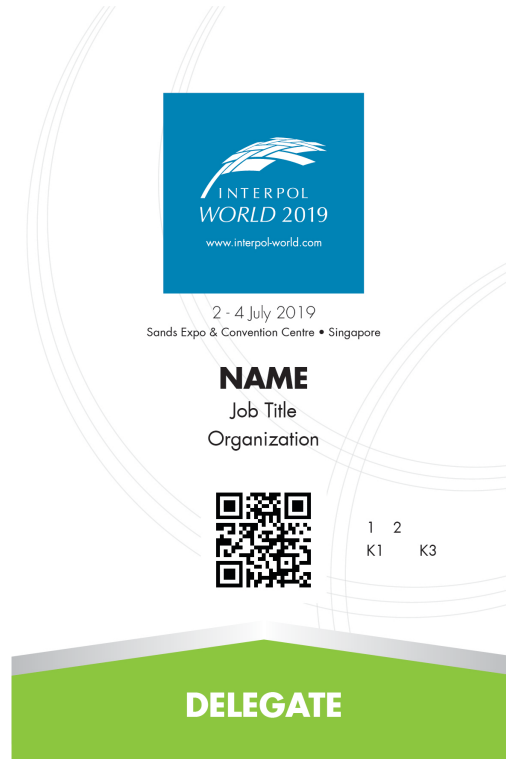 INTERPOL
WORLD 2019
www.interpol-world.com
2 - 4 July 2019
Sands Expo & Convention Centre • Singapore
NAME
Job Title
Organization
1 2
K1 K3
DELEGATE